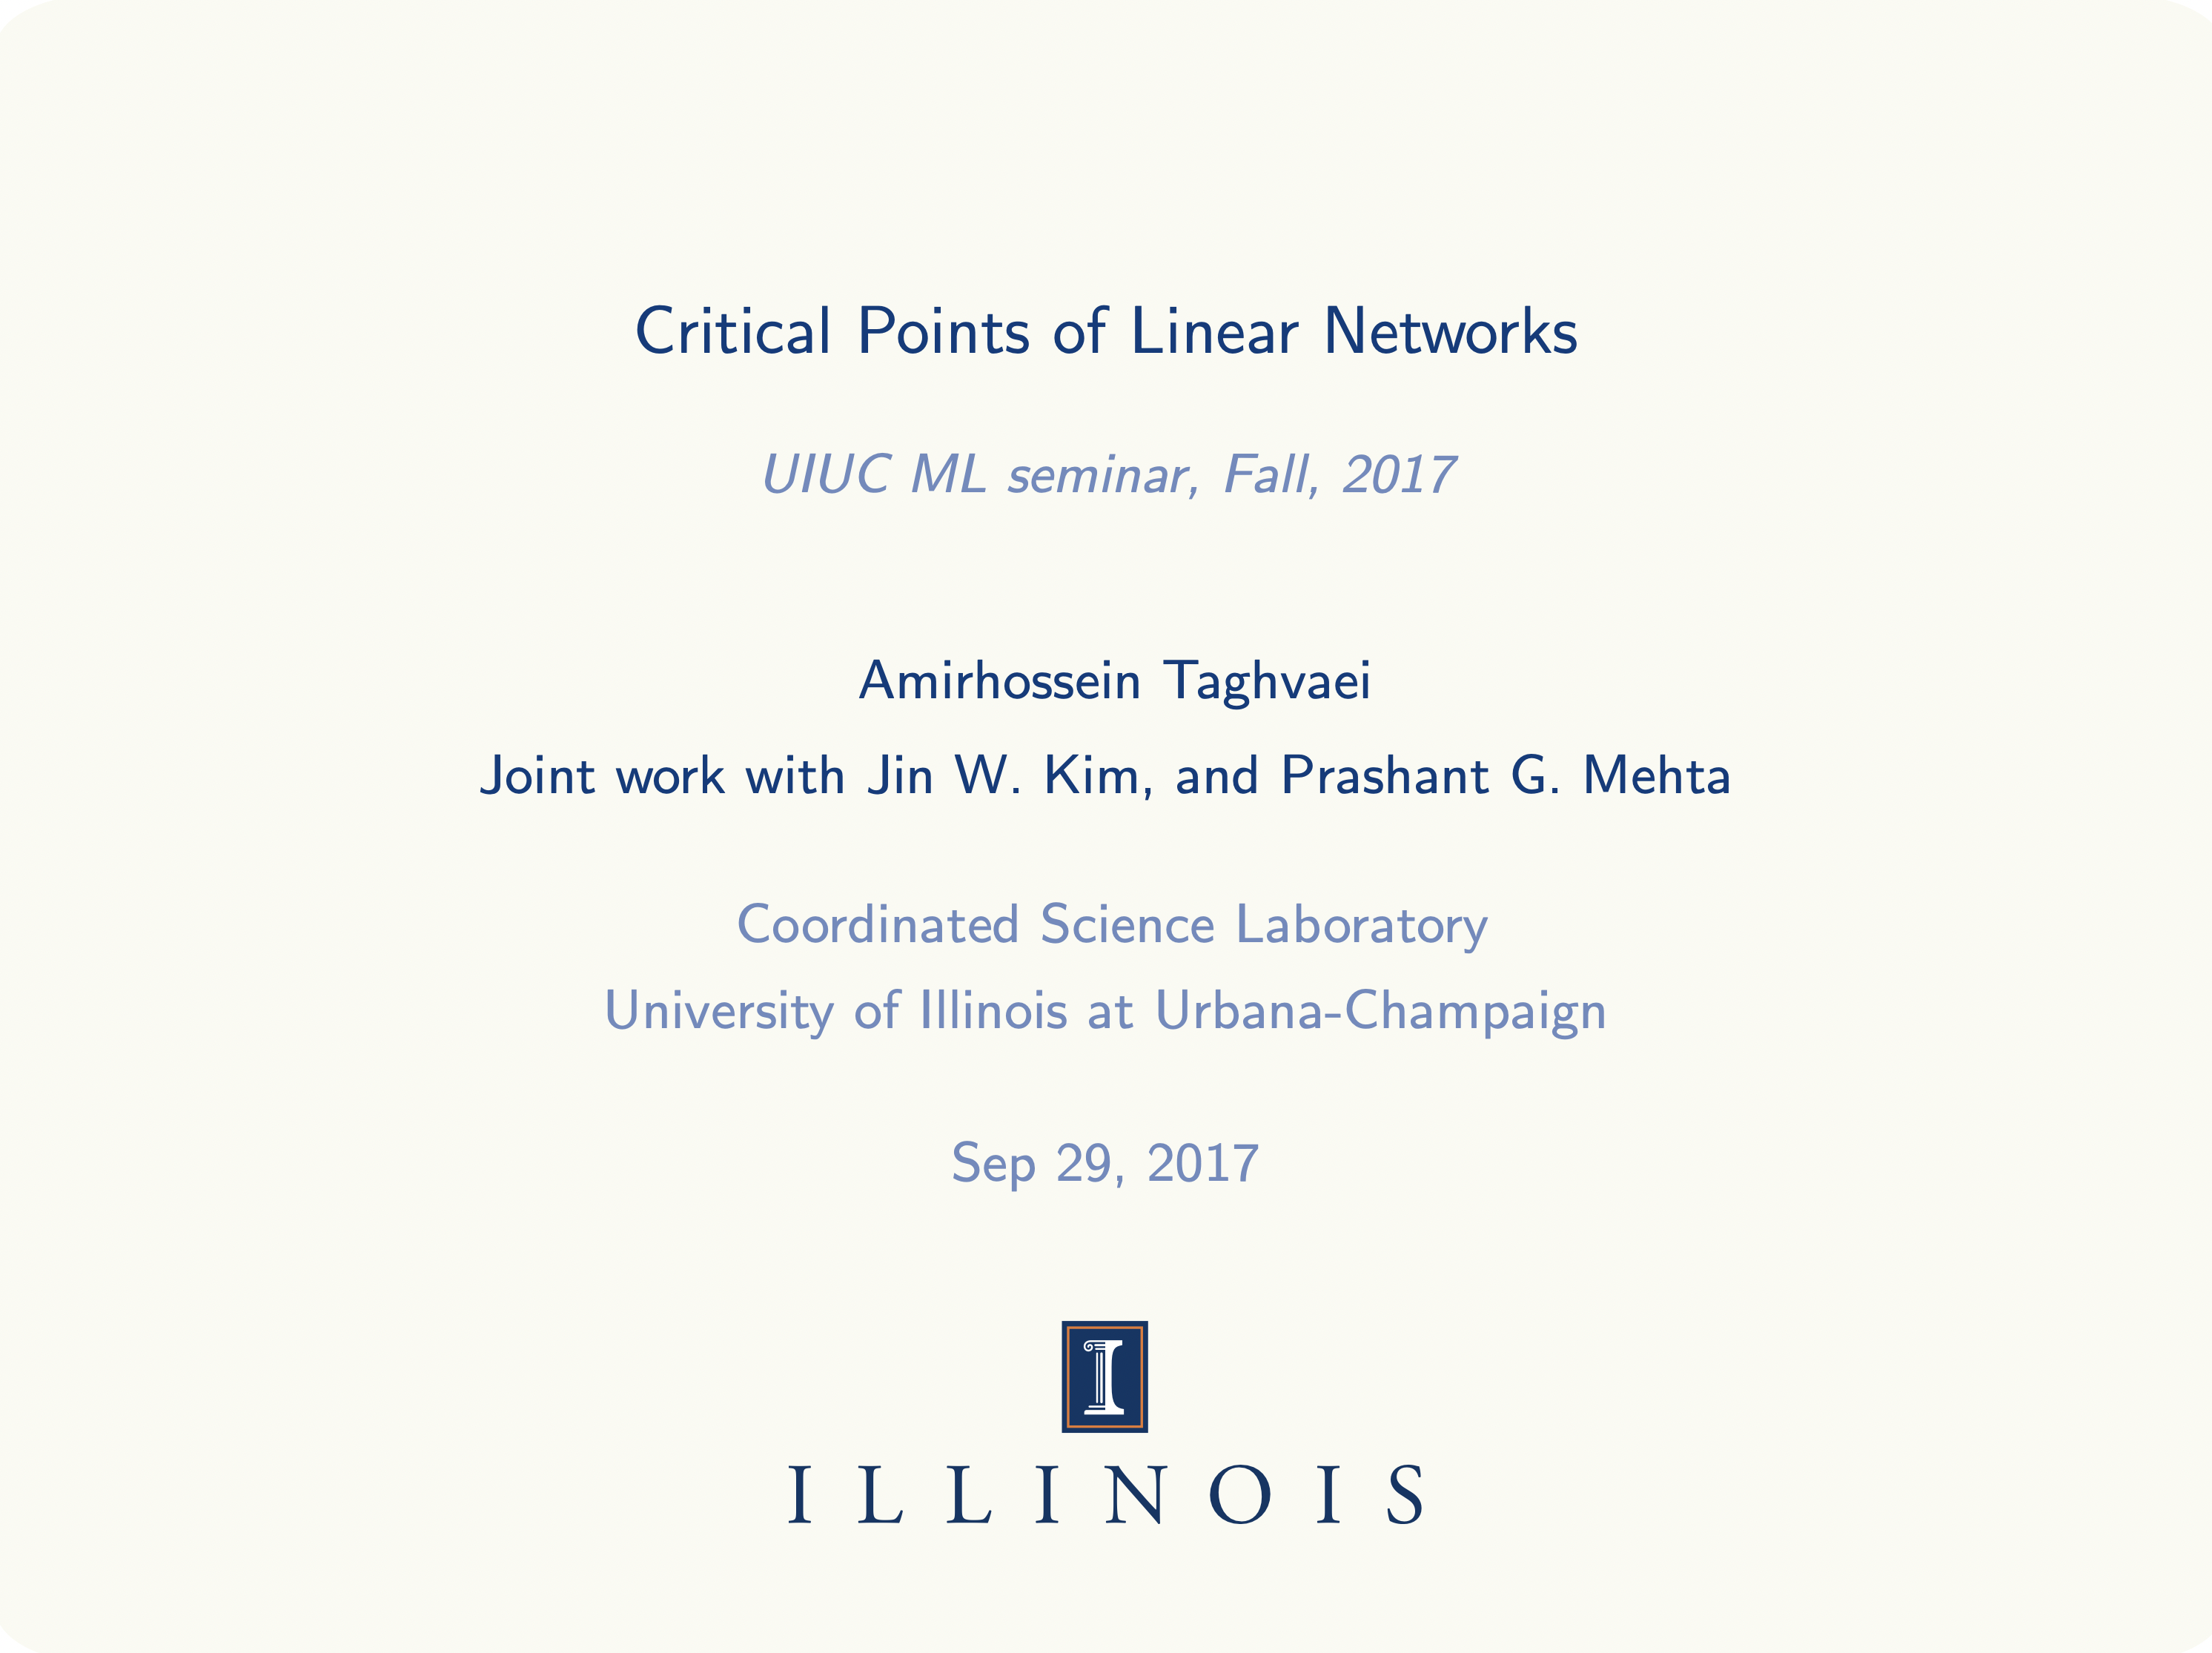 Critical Points of Linear Networks
UIUC ML seminar, Fall, 2017
Amirhossein Taghvaei
Joint work with Jin W. Kim, and Prashant G. Mehta
Coordinated Science Laboratory
University of Illinois at Urbana-Champaign
Sep 29, 2017
I
ILLINOIS